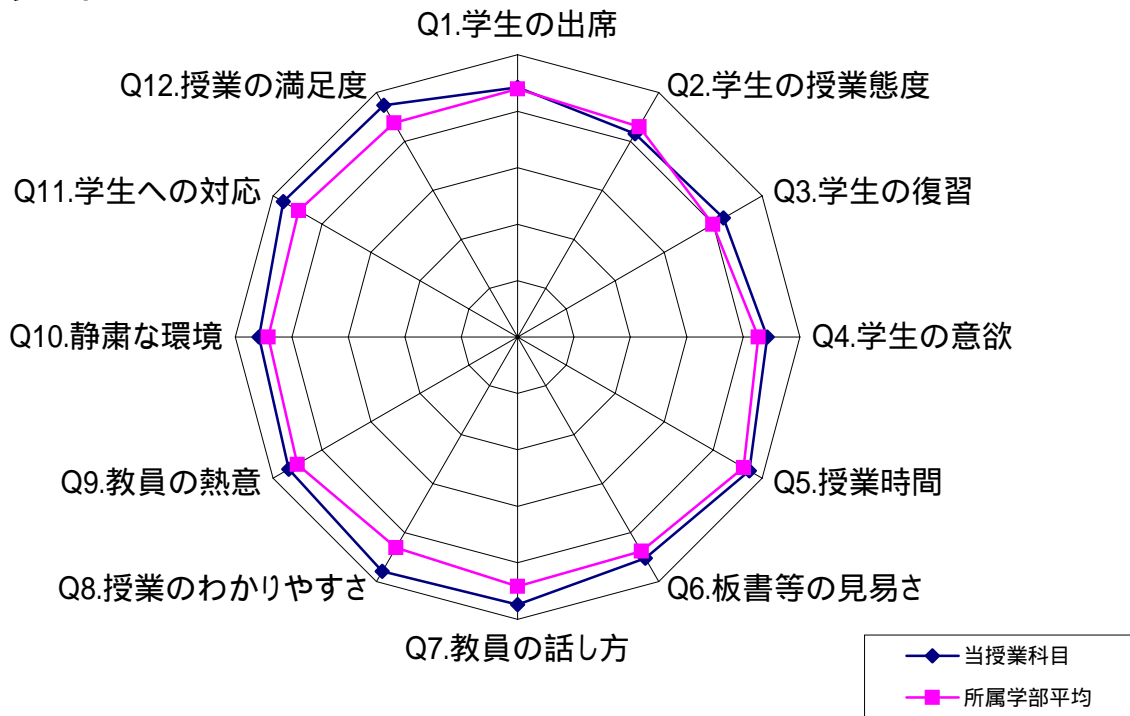 Q1.学生の出席
Q2.学生の授業態度
Q3.学生の復習
Q4.学生の意欲
Q5.授業時間
Q6.板書等の見易さ
Q7.教員の話し方
Q8.授業のわかりやすさ
Q9.教員の熱意
Q10.静粛な環境
Q11.学生への対応
Q12.授業の満足度
当授業科目
所属学部平均